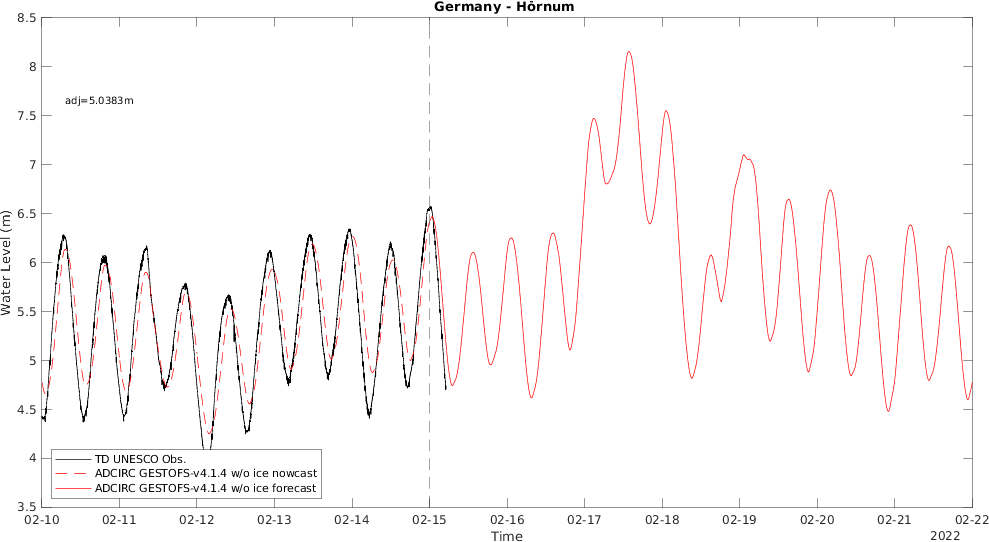 Germany - Hörnum
8.5
8
7.5
7
6.5
6
5.5
5
4.5
4
3.5
Water Level (m)
adj=5.0383m
TD UNESCO Obs.
ADCIRC GESTOFS-v4.1.4 w/o ice nowcast
ADCIRC GESTOFS-v4.1.4 w/o ice forecast
02-10 02-11 02-12 02-13 02-14 02-15 02-16 02-17 02-18 02-19 02-20 02-21 02-22
Time
2022